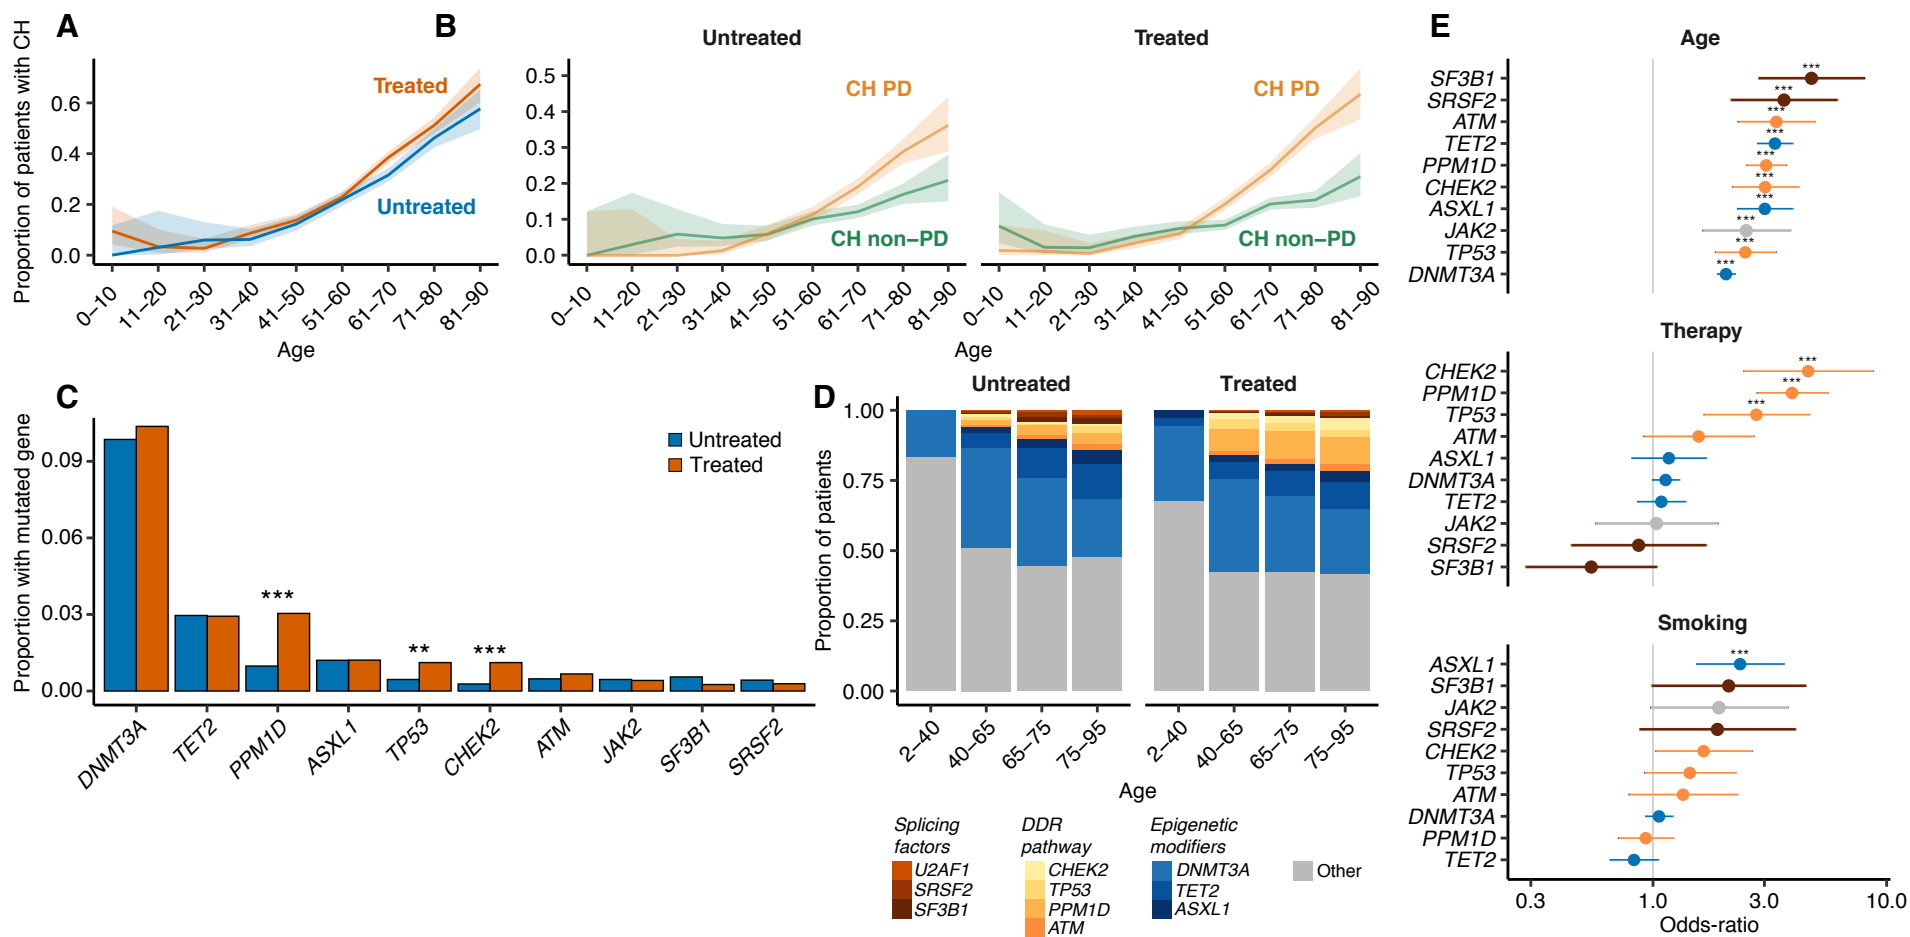 A
Proportion of patients with CH
0.6
0.4
0.2
0.0
Treated
Untreated
0–10
11–20
21–30
31–40
41–50
51–60
61–70
71–80
81–90
Age
B
Untreated
Treated
0.5
0.4
0.3
0.2
0.1
0.0
CH PD
CH non–PD
CH PD
CH non–PD
0–10
11–20
21–30
31–40
41–50
51–60
61–70
71–80
81–90
0–10
11–20
21–30
31–40
41–50
51–60
61–70
71–80
81–90
Age
C
Proportion with mutated gene
0.09
0.06
0.03
0.00
Untreated
Treated
***
**
***
DNMT3A
TET2
PPM1D
ASXL1
TP53
CHEK2
ATM
JAK2
SF3B1
SRSF2
D
Untreated
Treated
Proportion of patients
1.00
0.75
0.50
0.25
0.00
2–40
40–65
65–75
75–95
2–40
40–65
65–75
75–95
Age
Splicing
factors
U2AF1
SRSF2
SF3B1
DDR
pathway
CHEK2
TP53
PPM1D
ATM
Epigenetic
modifiers
DNMT3A
TET2
ASXL1
Other
E
Age
SF3B1 ***
SRSF2 ***
ATM ***
TET2 ***
PPM1D ***
CHEK2 ***
ASXL1 ***
JAK2 ***
TP53 ***
DNMT3A ***
Therapy
CHEK2 ***
PPM1D ***
TP53 ***
ATM
ASXL1
DNMT3A
TET2
JAK2
SRSF2
SF3B1
Smoking
ASXL1 ***
SF3B1
JAK2
SRSF2
CHEK2
TP53
ATM
DNMT3A
PPM1D
TET2
0.3
1.0
3.0
10.0
Odds-ratio